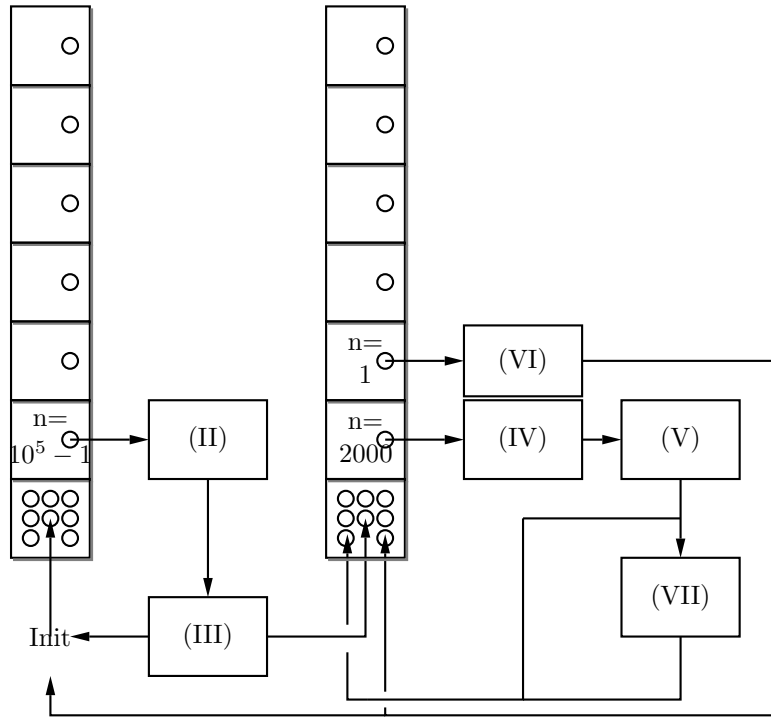 n=
1
(VI)
n=
10^5 − 1
(II)
n=
2000
(IV)
(V)
(VII)
Init
(III)